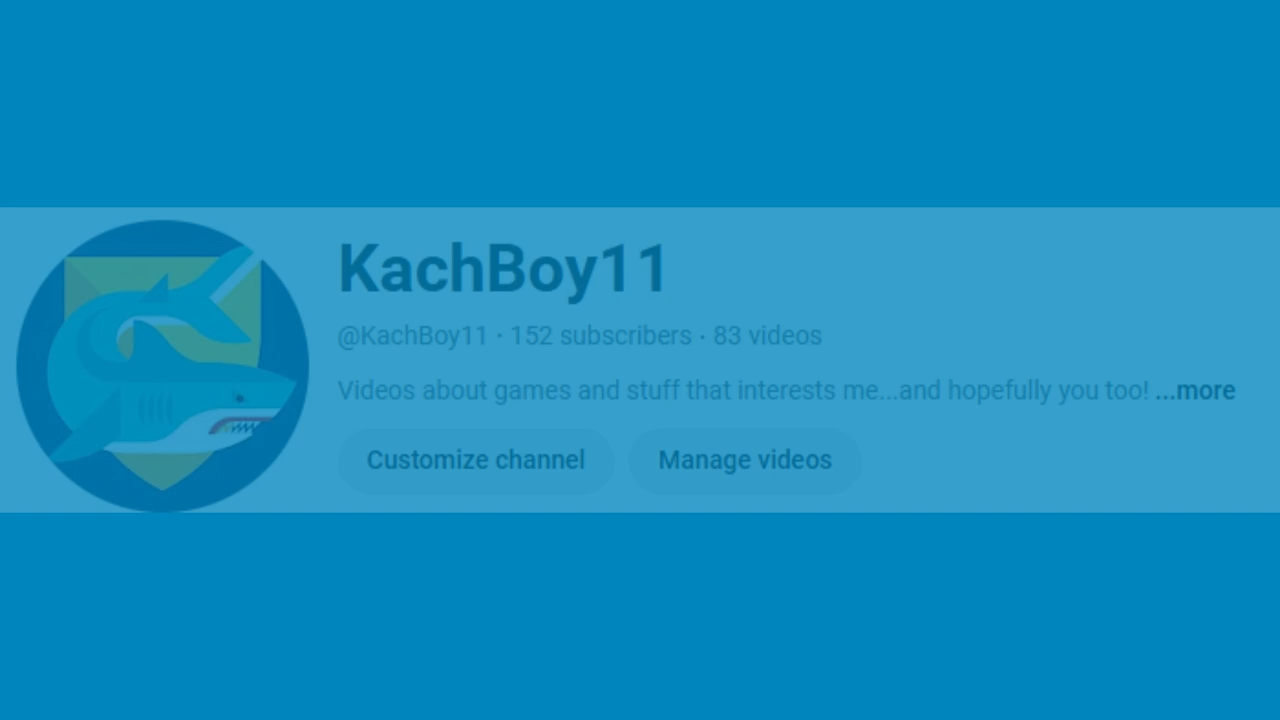 KachBoy11
@KachBoy11 · 152 subscribers · 83 videos
Videos about games and stuff that interests me...and hopefully you too! ...more
Customize channel Manage videos